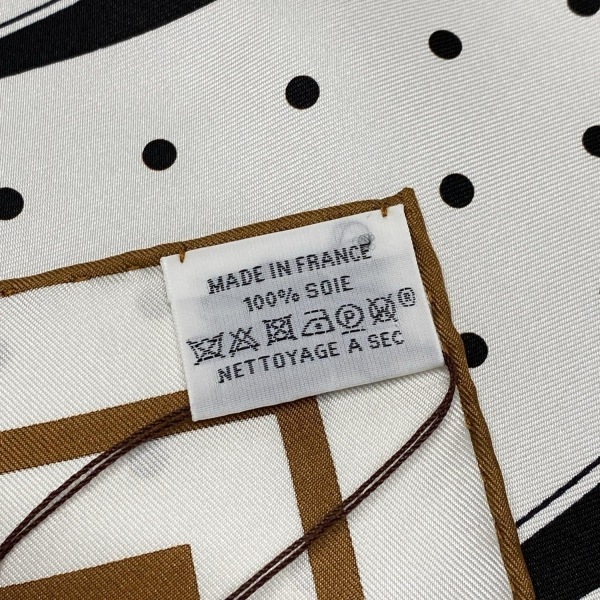 MADE IN FRANCE
100% SOIE
P W ®
NETTOYAGE A SEC